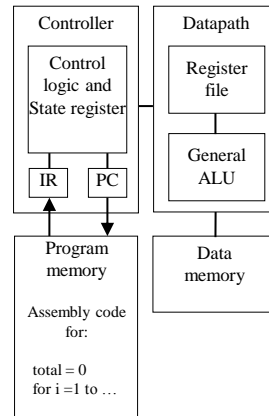 Controller
Control
logic and
State register
IR
PC
Datapath
Register
file
General
ALU
Program
memory
Assembly code
for:
total = 0
for i =1 to …
Data
memory